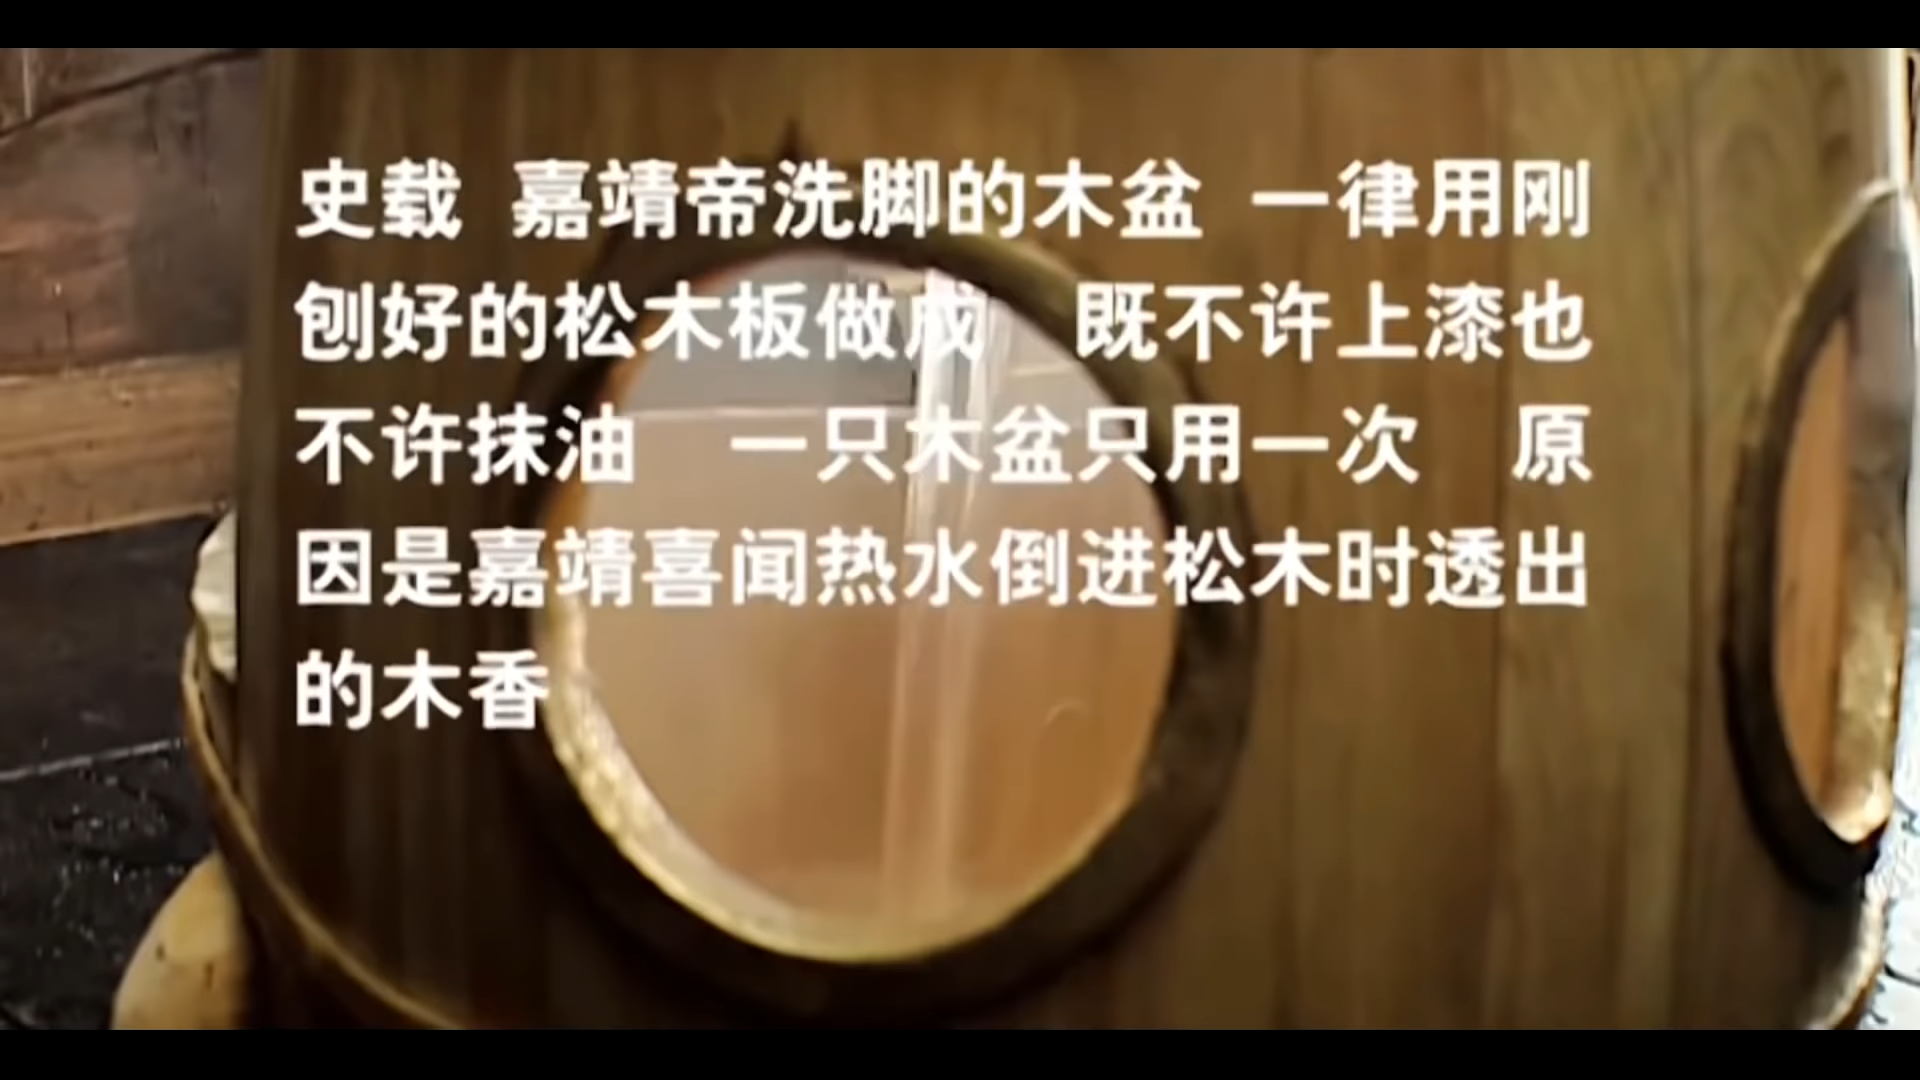 史载 嘉靖帝洗脚的木盆 一律用刚
刨好的松木板做成 既不许上漆也
不许抹油 一只木盆只用一次 原
因是嘉靖喜闻热水倒进松木时透出
的木香